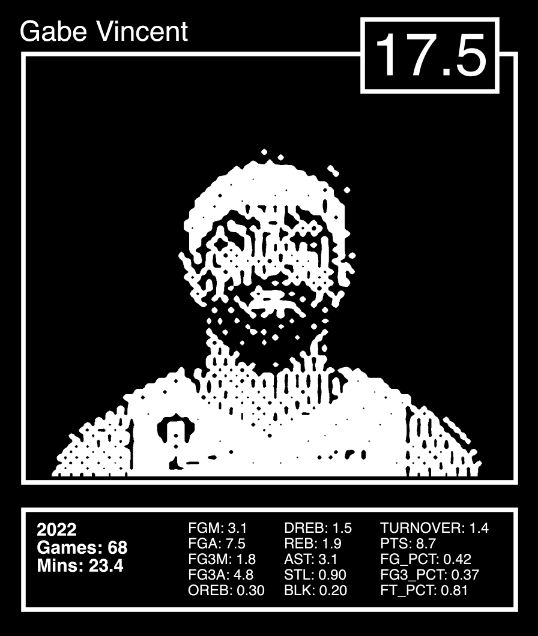 Gabe Vincent
17.5
2022
Games: 68
Mins: 23.4
FGM: 3.1
FGA: 7.5
FG3M: 1.8
FG3A: 4.8
OREB: 0.30
DREB: 1.5
REB: 1.9
AST: 3.1
STL: 0.90
BLK: 0.20
TURNOVER: 1.4
PTS: 8.7
FG_PCT: 0.42
FG3_PCT: 0.37
FT_PCT: 0.81